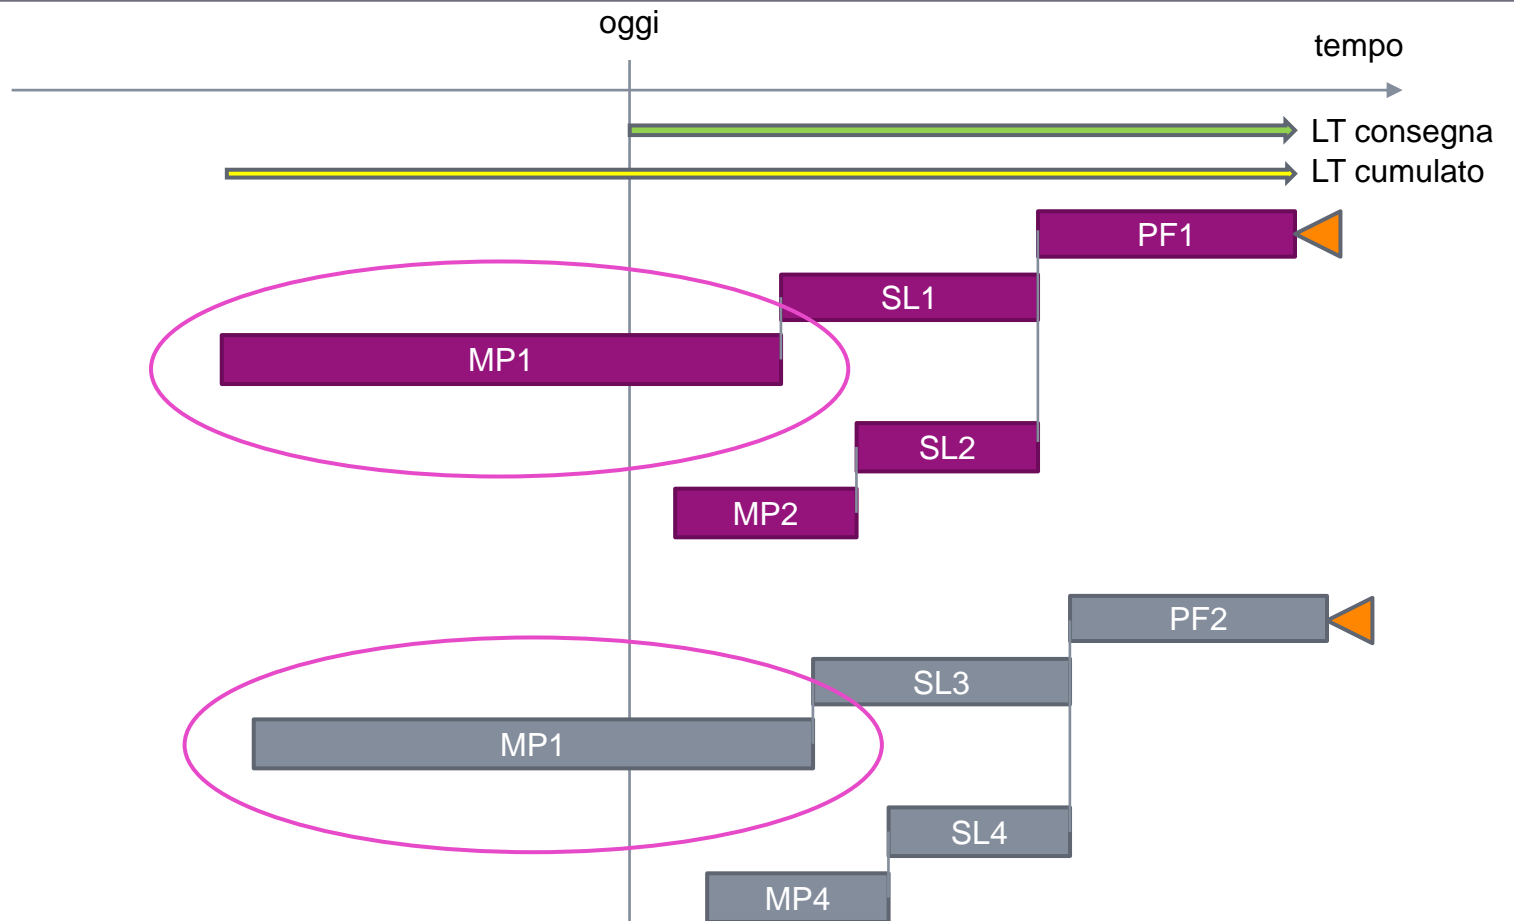 oggi
tempo
LT consegna
LT cumulato
PF1
SL1
MP1
SL2
MP2
PF2
SL3
MP1
SL4
MP4